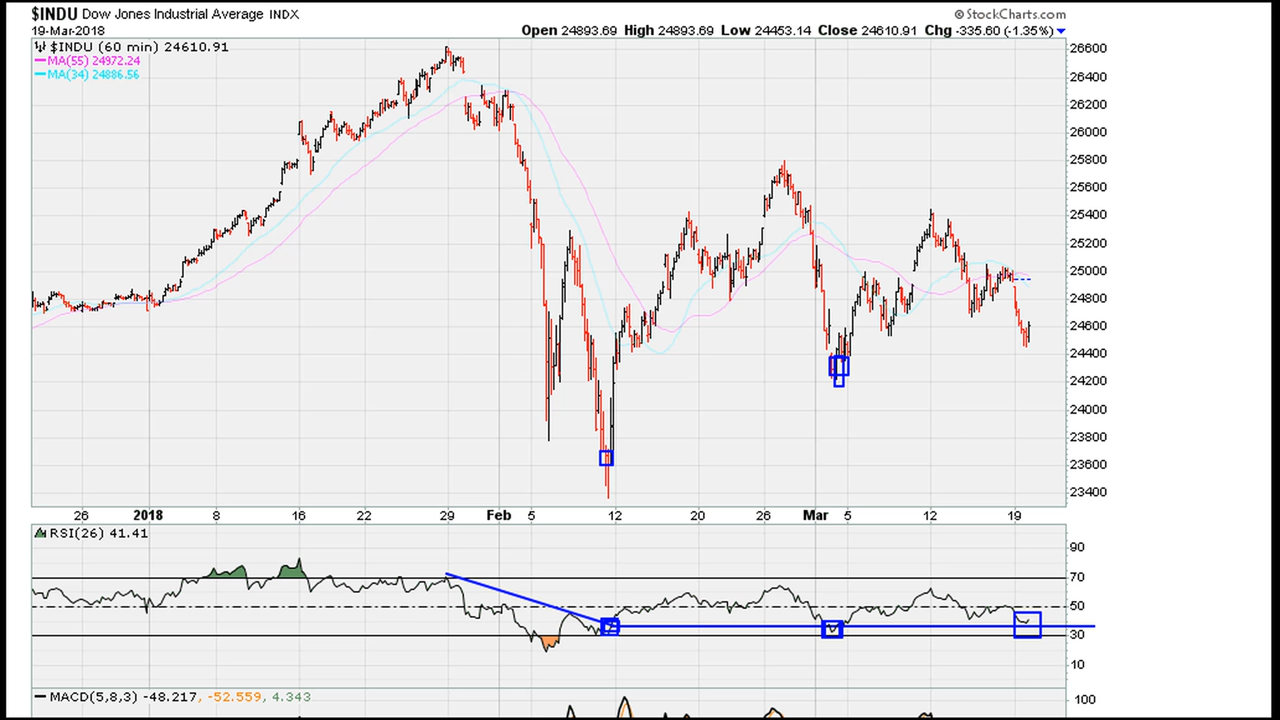 $INDU Dow Jones Industrial Average INDX
© StockCharts.com
19-Mar-2018
Open 24893.69 High 24893.69 Low 24453.14 Close 24610.91 Chg -335.60 (-1.35%)
$INDU (60 min) 24610.91
MA(55) 24972.24
MA(34) 24886.56
26600
26400
26200
26000
25800
25600
25400
25200
25000
24800
24600
24400
24200
24000
23800
23600
23400
26 2018 8 16 22 29 Feb 5 12 20 26 Mar 5 12 19
RSI(26) 41.41
90
70
50
30
10
MACD(5,8,3) -48.217, -52.559, 4.343
100